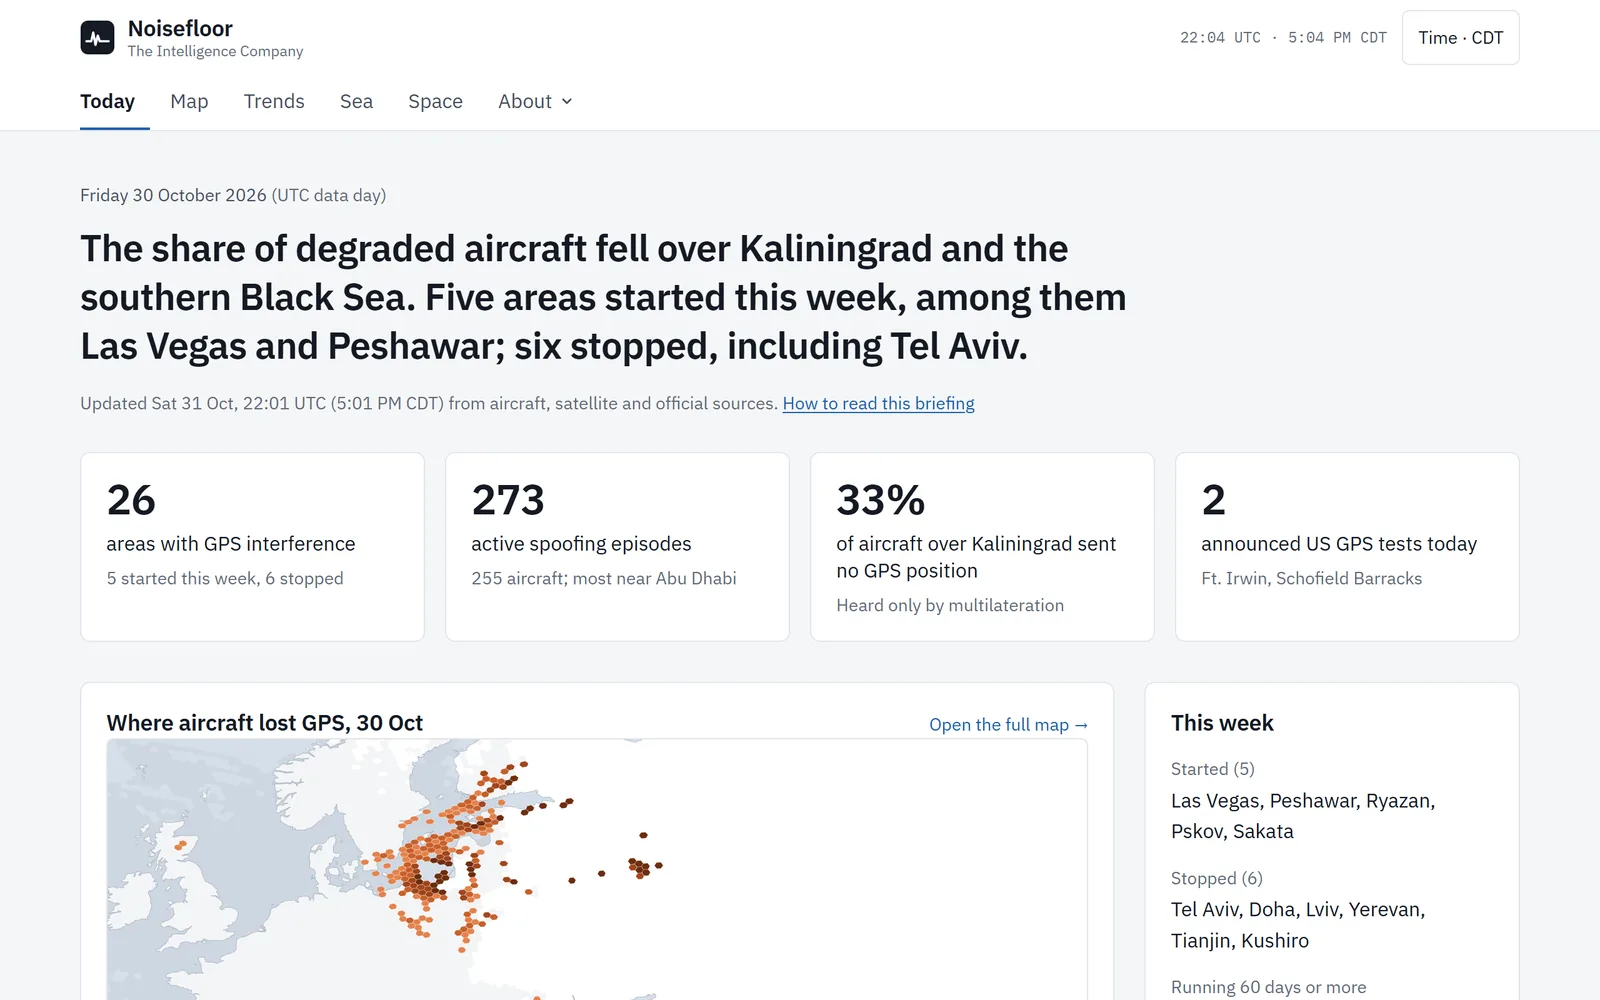 Noisefloor
The Intelligence Company
22:04 UTC · 5:04 PM CDT
Time · CDT
Today
Map
Trends
Sea
Space
About
Friday 30 October 2026 (UTC data day)
The share of degraded aircraft fell over Kaliningrad and the
southern Black Sea. Five areas started this week, among them
Las Vegas and Peshawar; six stopped, including Tel Aviv.
Updated Sat 31 Oct, 22:01 UTC (5:01 PM CDT) from aircraft, satellite and official sources. How to read this briefing
26
areas with GPS interference
5 started this week, 6 stopped
273
active spoofing episodes
255 aircraft; most near Abu Dhabi
33%
of aircraft over Kaliningrad sent
no GPS position
Heard only by multilateration
2
announced US GPS tests today
Ft. Irwin, Schofield Barracks
Where aircraft lost GPS, 30 Oct
Open the full map →
This week
Started (5)
Las Vegas, Peshawar, Ryazan,
Pskov, Sakata
Stopped (6)
Tel Aviv, Doha, Lviv, Yerevan,
Tianjin, Kushiro
Running 60 days or more